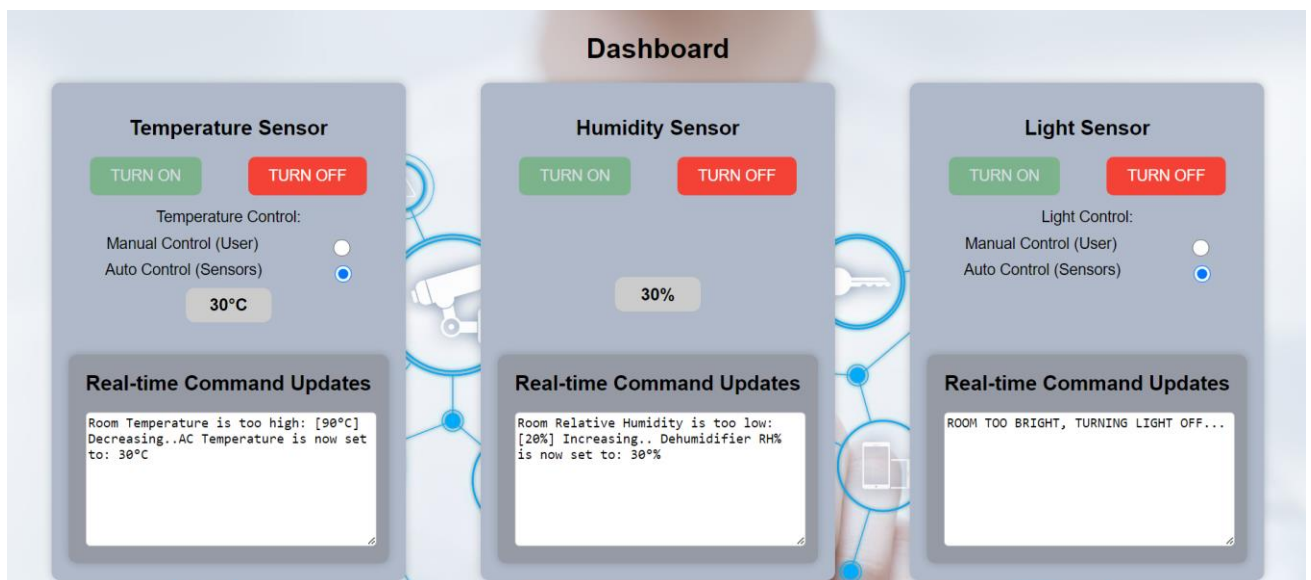 Dashboard
Temperature Sensor
TURN ON TURN OFF
Temperature Control:
Manual Control (User)
Auto Control (Sensors)
30°C
Real-time Command Updates
Room Temperature is too high: [90ºC]
Decreasing..AC Temperature is now set
to: 30ºC
Humidity Sensor
TURN ON TURN OFF
30%
Real-time Command Updates
Room Relative Humidity is too low:
[20%] Increasing.. Dehumidifier RH%
is now set to: 30º%
Light Sensor
TURN ON TURN OFF
Light Control:
Manual Control (User)
Auto Control (Sensors)
Real-time Command Updates
ROOM TOO BRIGHT, TURNING LIGHT OFF...